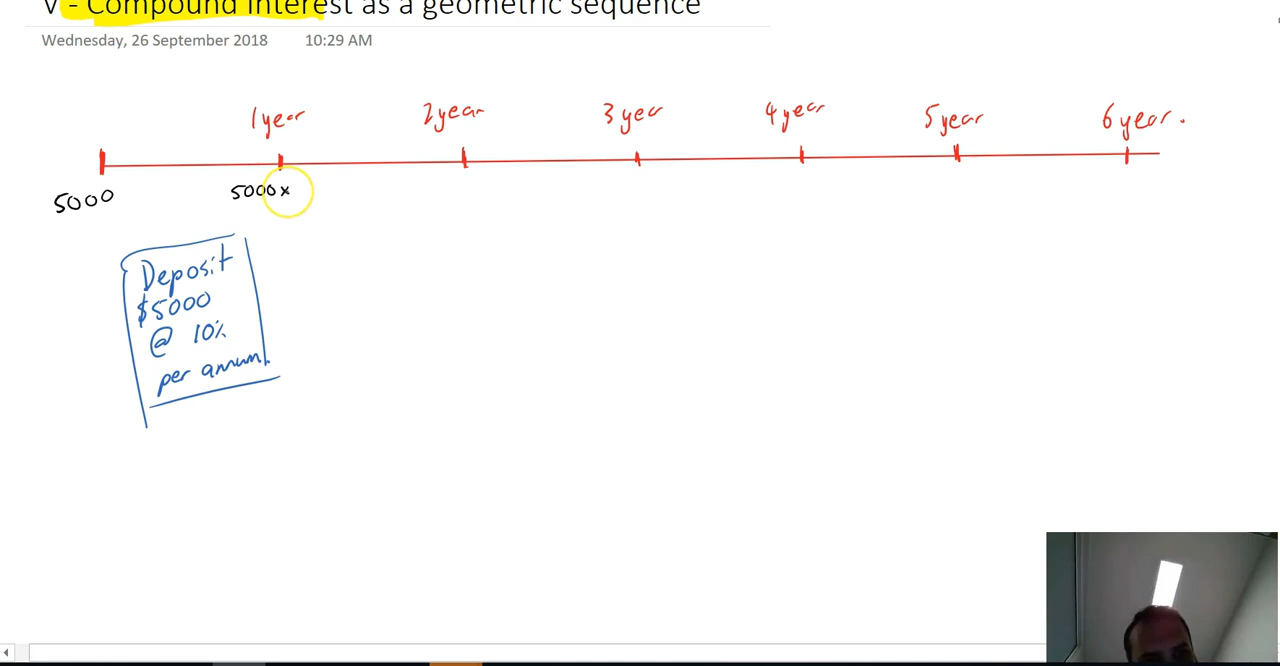 V - Compound interest as a geometric sequence
Wednesday, 26 September 2018 10:29 AM
1 year 2 year 3 year 4 year 5 year 6 year.
5000 5000 x
Deposit
$5000
@ 10%
per annum